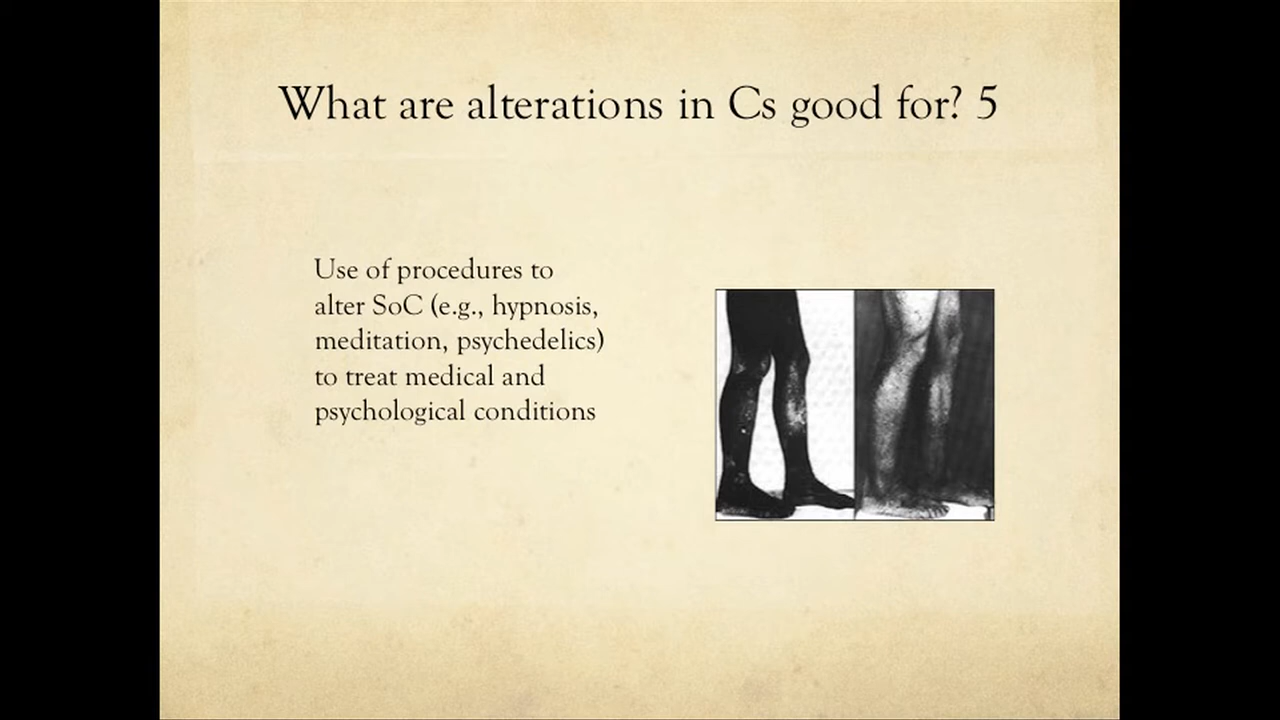 What are alterations in Cs good for? 5
Use of procedures to
alter SoC (e.g., hypnosis,
meditation, psychedelics)
to treat medical and
psychological conditions